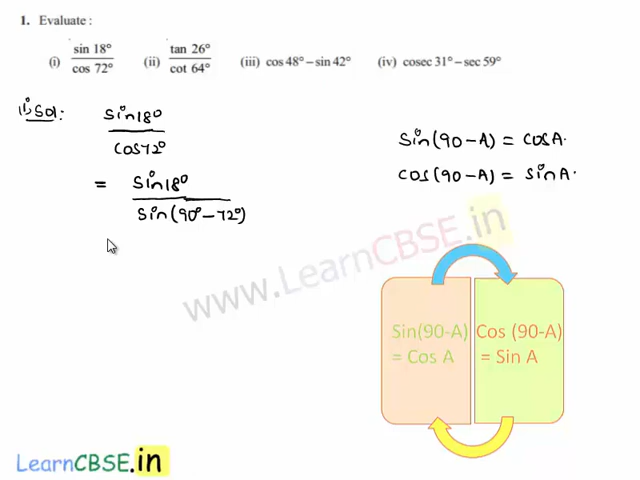 1. Evaluate :
(i) sin 18° / cos 72° (ii) tan 26° / cot 64° (iii) cos 48° – sin 42° (iv) cosec 31° – sec 59°
(i) Sol: Sin18° / Cos72°
= Sin18° / Sin(90° – 72°)
Sin(90 – A) = CosA.
Cos(90 – A) = SinA.
www.LearnCBSE.in
Sin(90-A)
= Cos A
Cos (90-A)
= Sin A
LearnCBSE.in